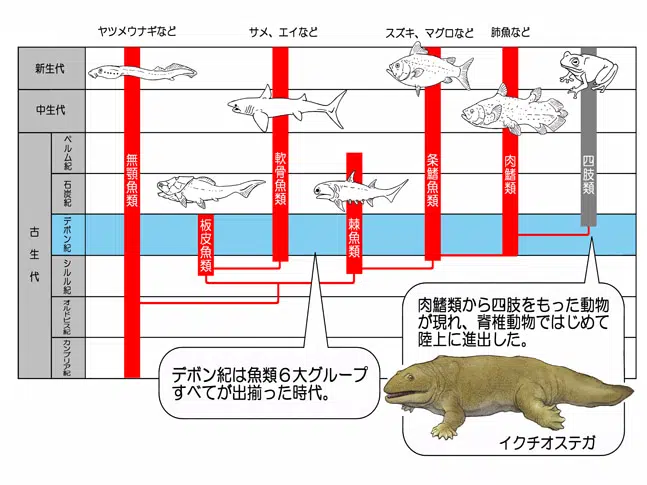 ヤツメウナギなど
サメ、エイなど
スズキ、マグロなど
肺魚など
新生代
中生代
古生代
ペルム紀
石炭紀
デボン紀
シルル紀
オルドビス紀
カンブリア紀
無顎魚類
板皮魚類
軟骨魚類
棘魚類
条鰭魚類
肉鰭類
四肢類
デボン紀は魚類6大グループ
すべてが出揃った時代。
肉鰭類から四肢をもった動物
が現れ、脊椎動物ではじめて
陸上に進出した。
イクチオステガ